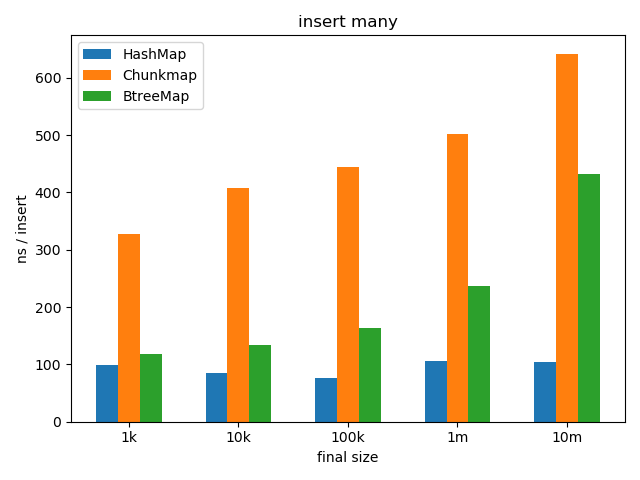 insert many
HashMap
Chunkmap
BtreeMap
ns / insert
600
500
400
300
200
100
0
1k 10k 100k 1m 10m
final size